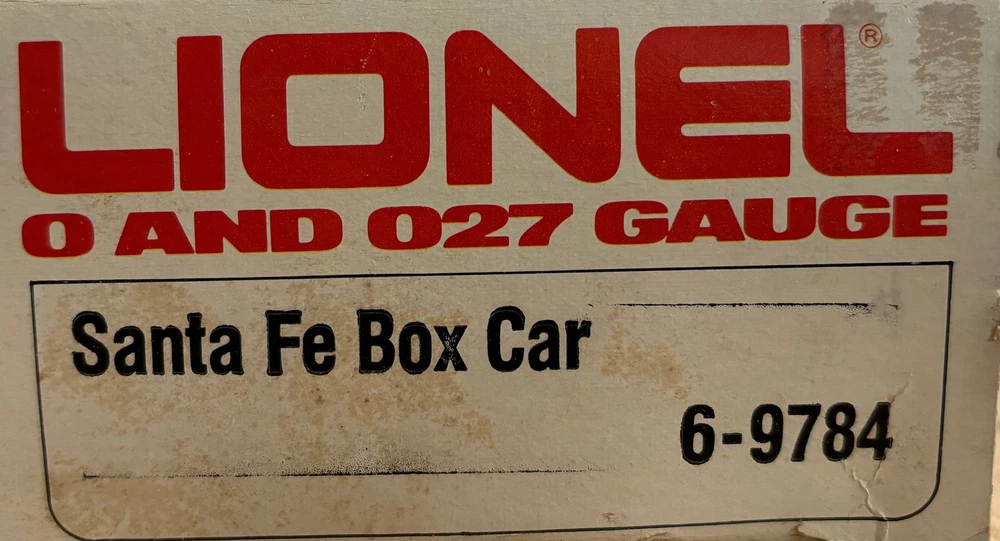 LIONEL®
O AND O27 GAUGE
Santa Fe Box Car
6-9784